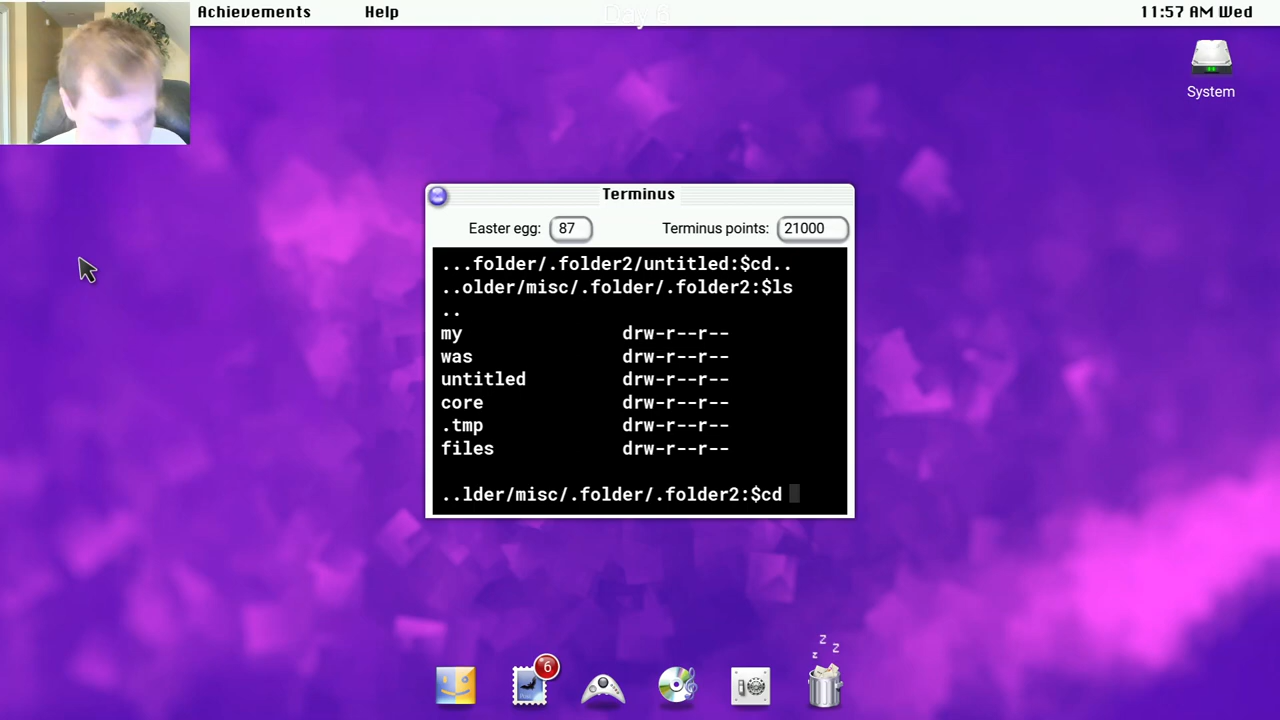 Achievements Help 11:57 AM Wed
System
Terminus
Easter egg: 87 Terminus points: 21000
...folder/.folder2/untitled:$cd..
..older/misc/.folder/.folder2:$ls
..
my drw-r--r--
was drw-r--r--
untitled drw-r--r--
core drw-r--r--
.tmp drw-r--r--
files drw-r--r--
..lder/misc/.folder/.folder2:$cd
6
z z z